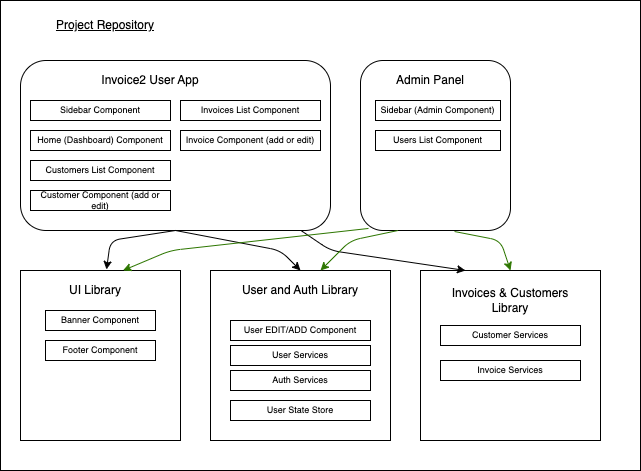 Project Repository
Invoice2 User App
Sidebar Component
Invoices List Component
Home (Dashboard) Component
Invoice Component (add or edit)
Customers List Component
Customer Component (add or
edit)
Admin Panel
Sidebar (Admin Component)
Users List Component
UI Library
Banner Component
Footer Component
User and Auth Library
User EDIT/ADD Component
User Services
Auth Services
User State Store
Invoices & Customers
Library
Customer Services
Invoice Services